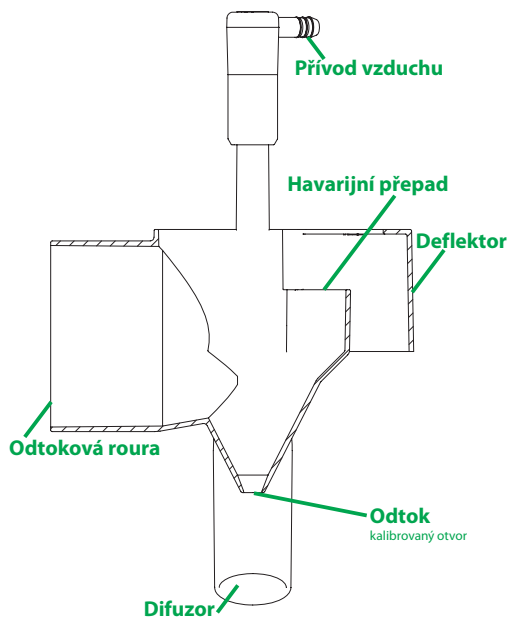 Přívod vzduchu
Havarijní přepad
Deflektor
Odtoková roura
Odtok
kalibrovaný otvor
Difuzor